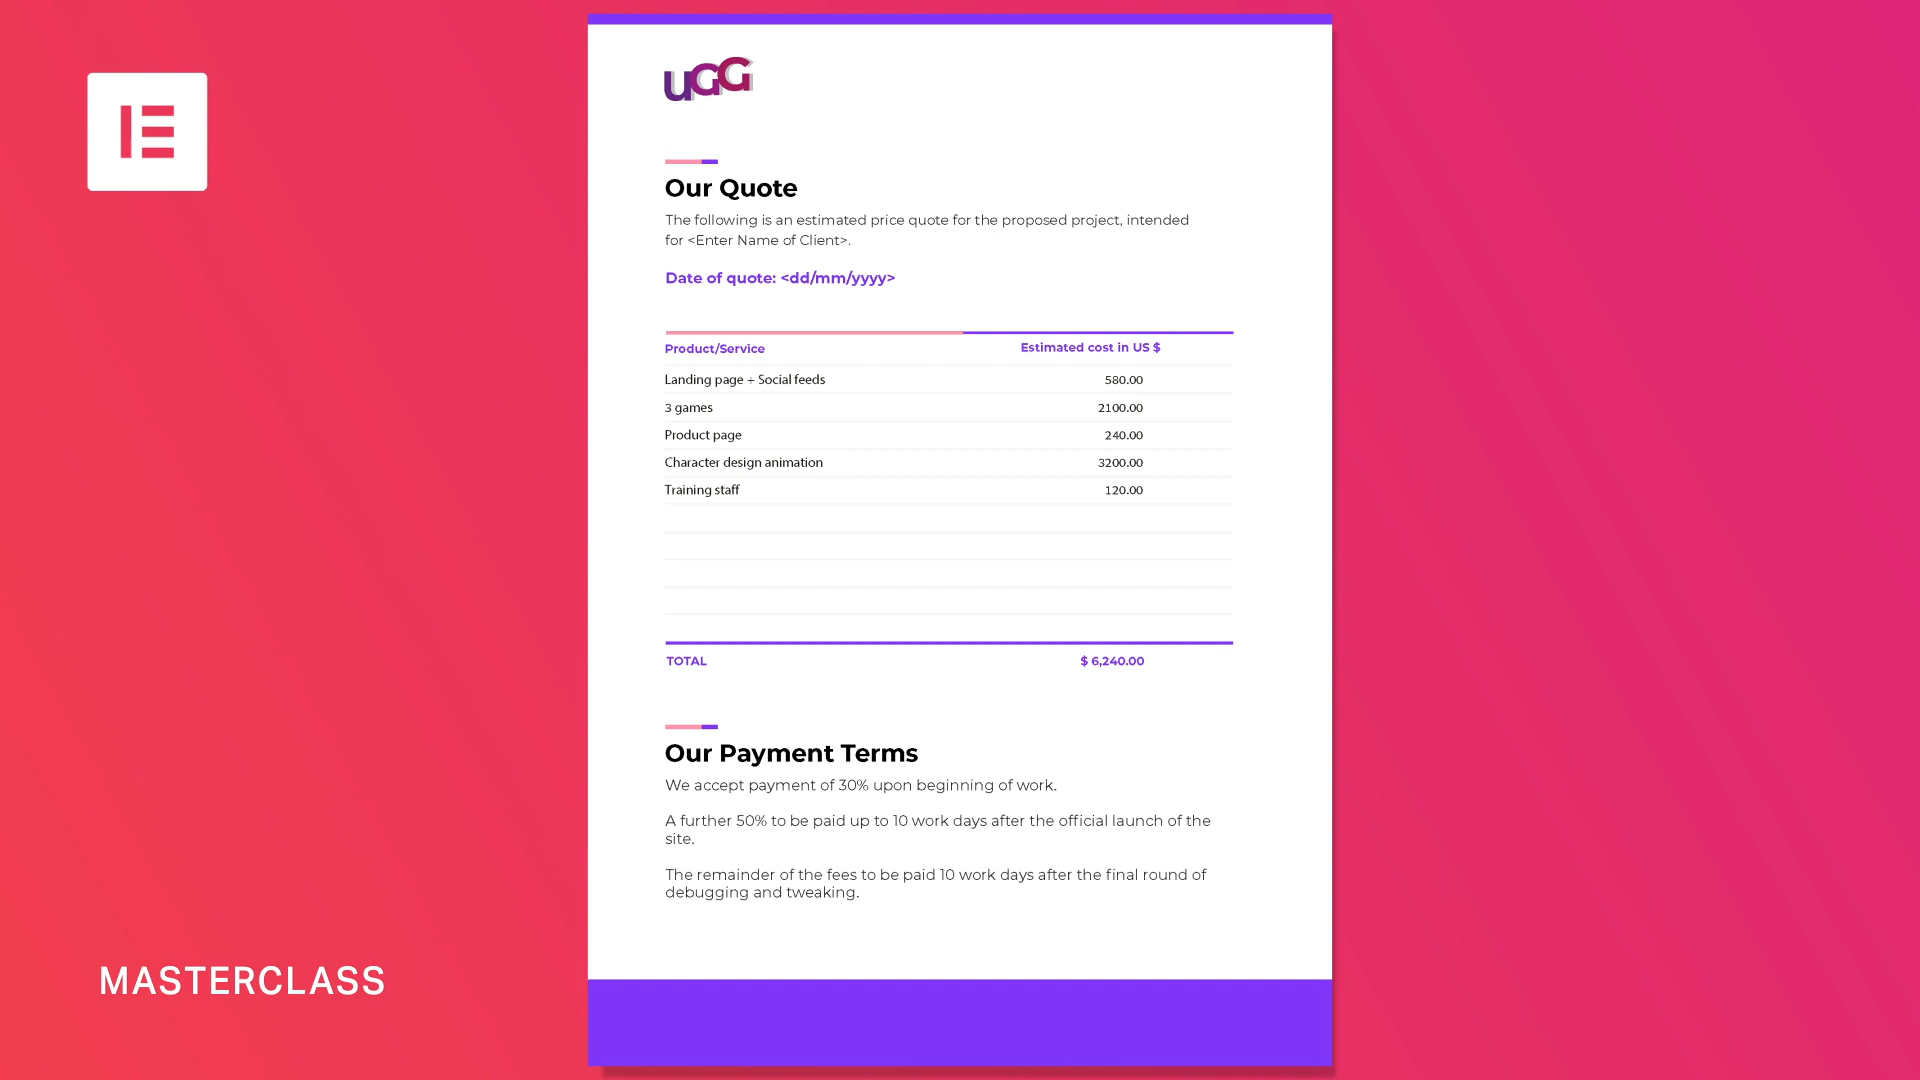 uGG
Our Quote
The following is an estimated price quote for the proposed project, intended
for <Enter Name of Client>.
Date of quote: <dd/mm/yyyy>
Product/Service Estimated cost in US $
Landing page + Social feeds 580.00
3 games 2100.00
Product page 240.00
Character design animation 3200.00
Training staff 120.00
TOTAL $ 6,240.00
Our Payment Terms
We accept payment of 30% upon beginning of work.
A further 50% to be paid up to 10 work days after the official launch of the
site.
The remainder of the fees to be paid 10 work days after the final round of
debugging and tweaking.
MASTERCLASS